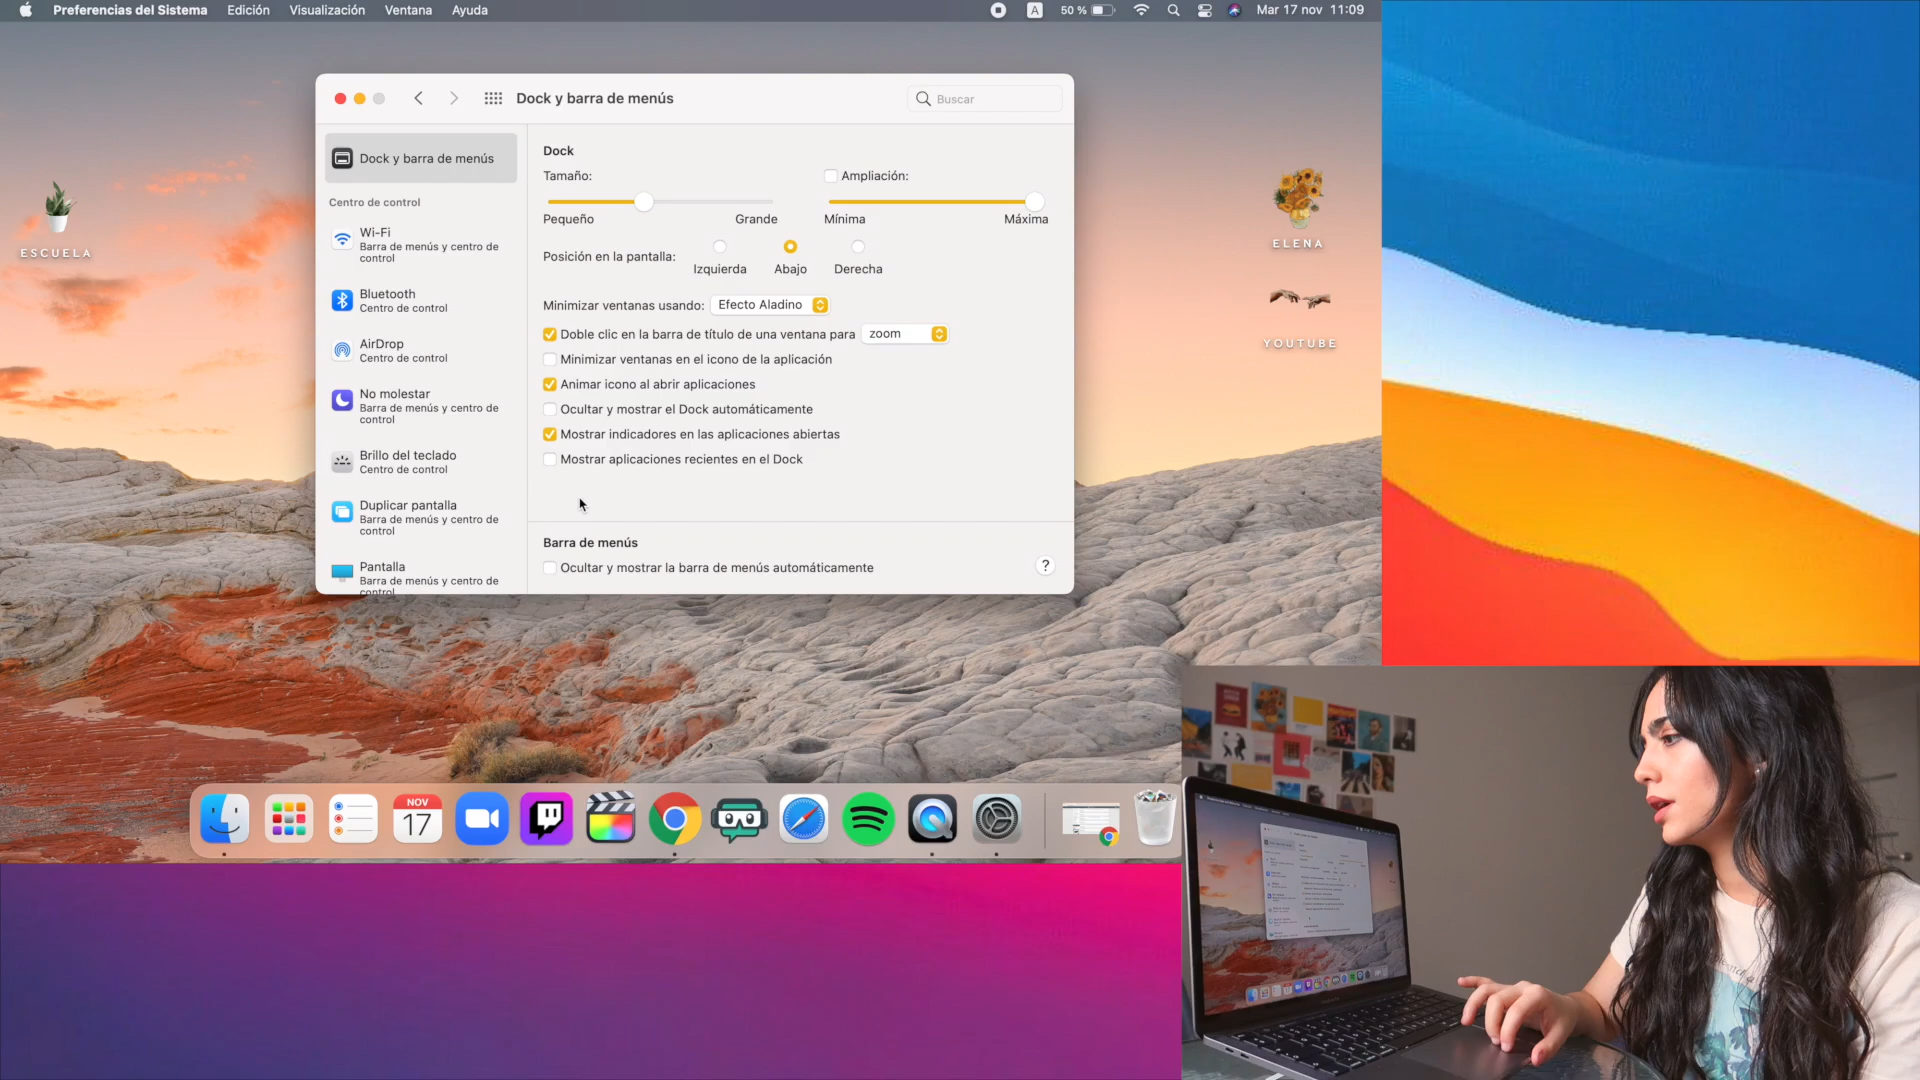 Preferencias del Sistema Edición Visualización Ventana Ayuda
A 50 % Mar 17 nov 11:09
Dock y barra de menús
Buscar
Dock y barra de menús
Centro de control
Wi-Fi
Barra de menús y centro de
control
Bluetooth
Centro de control
AirDrop
Centro de control
No molestar
Barra de menús y centro de
control
Brillo del teclado
Centro de control
Duplicar pantalla
Barra de menús y centro de
control
Pantalla
Barra de menús y centro de
control
Dock
Tamaño:
Ampliación:
Pequeño Grande
Mínima Máxima
Posición en la pantalla:
Izquierda Abajo Derecha
Minimizar ventanas usando: Efecto Aladino
Doble clic en la barra de título de una ventana para zoom
Minimizar ventanas en el icono de la aplicación
Animar icono al abrir aplicaciones
Ocultar y mostrar el Dock automáticamente
Mostrar indicadores en las aplicaciones abiertas
Mostrar aplicaciones recientes en el Dock
Barra de menús
Ocultar y mostrar la barra de menús automáticamente
?
ESCUELA
ELENA
YOUTUBE
NOV
17